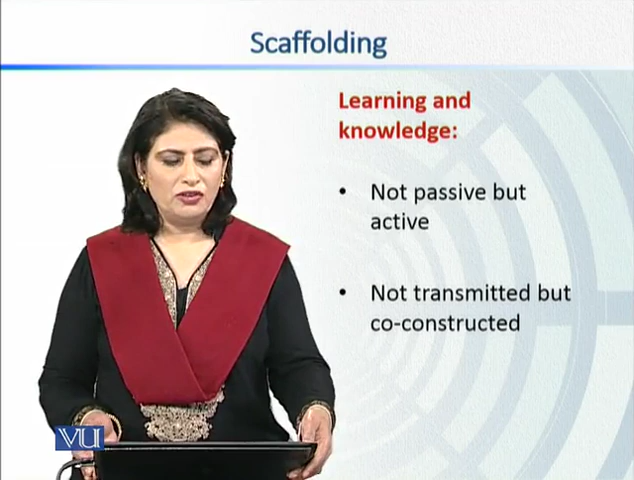 Scaffolding
Learning and
knowledge:
• Not passive but
active
• Not transmitted but
co-constructed
VU